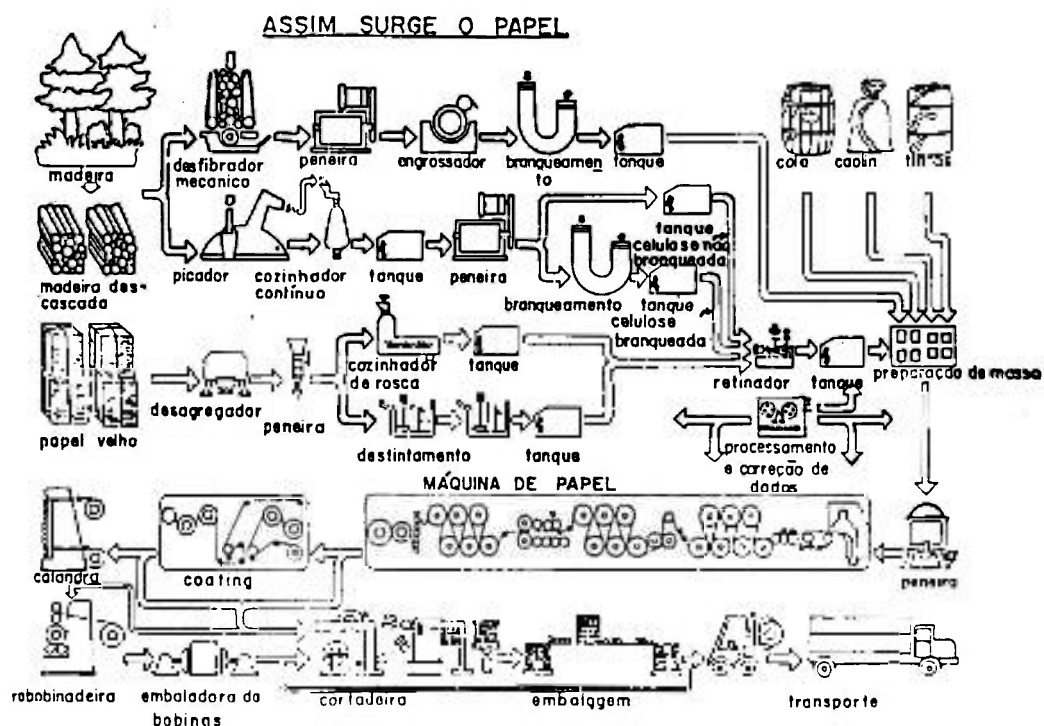 ASSIM SURGE O PAPEL
madeira
desfibrador
mecanico
peneira
engrossador
branqueamen
to
tanque
cola
caolin
tintas
madeira des-
cascada
picador
cozinhador
contínuo
tanque
peneira
branqueamento
tanque
celulose não
branqueada
tanque
celulose
branqueada
papel velho
desagregador
peneira
cozinhador
de rosca
tanque
destintamento
tanque
refinador
tanque
preparação de massa
processamento
e correção de
dados
MÁQUINA DE PAPEL
calandra
coating
peneira
robobinadeira
embaladora de
bobinas
cortadeira
embalagem
transporte